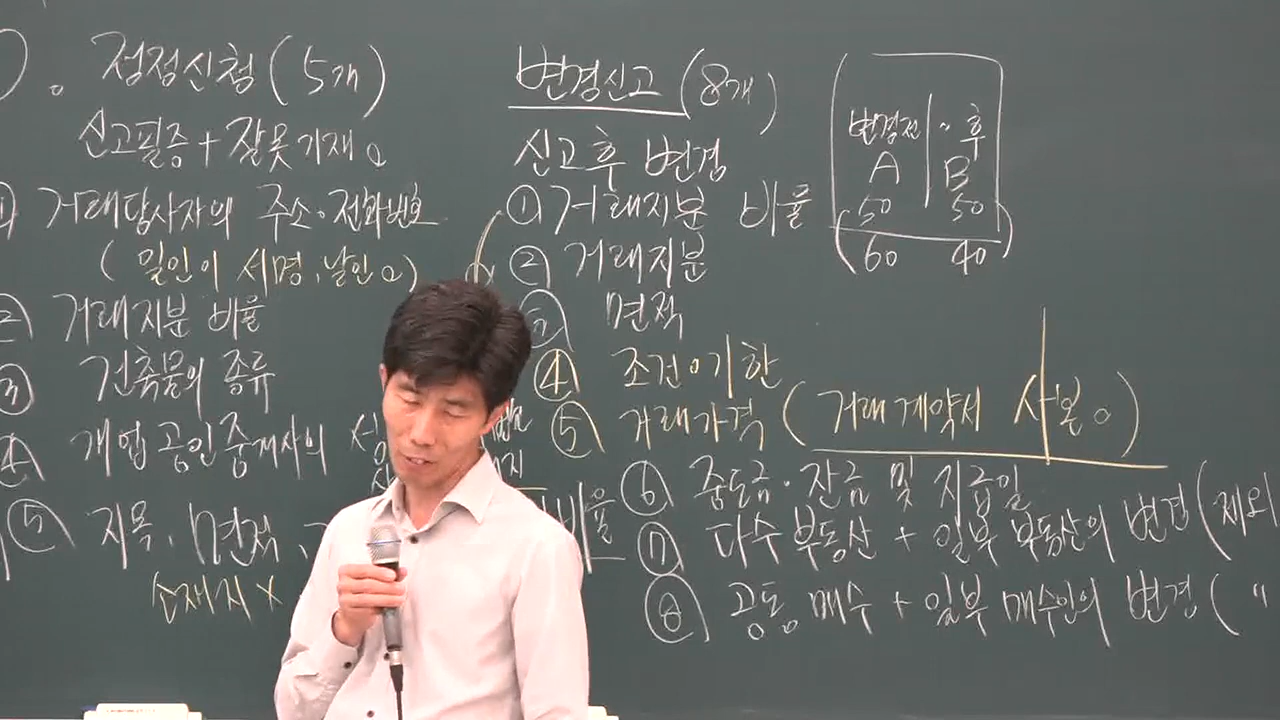 정정신청 (5개)
신고필증 + 잘못 기재 o
① 거래당사자의 주소 · 전화번호
(일인이 서명, 날인 o)
② 거래지분 비율
③ 건축물의 종류
④ 개업공인중개사의
⑤ 지목, 면적,
비율
소재지 x
변경신고 (8개)
신고 후 변경
① 거래지분 비율
② 거래지분
③ 면적
④ 조건 이 기한
⑤ 거래가격 (거래계약서 사본 o)
⑥ 중도금 · 잔금 및 지급일
⑦ 다수 부동산 + 일부 부동산의 변경 (제외
⑧ 공동 매수 + 일부 매수인의 변경 ( "
변경전 " 후
A B
50 50
(60 40)